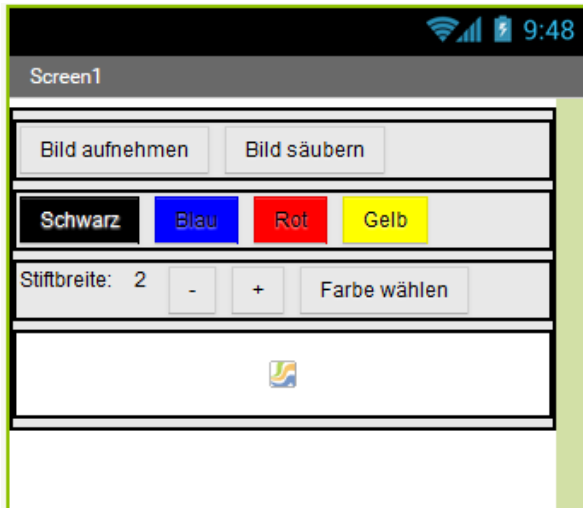 9:48
Screen1
Bild aufnehmen Bild säubern
Schwarz Blau Rot Gelb
Stiftbreite: 2 - + Farbe wählen